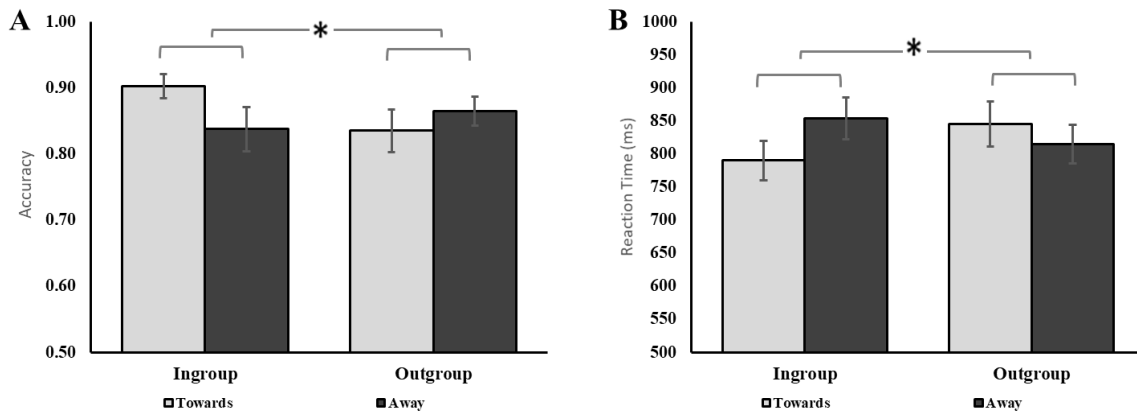 A
Accuracy
1.00
0.90
0.80
0.70
0.60
0.50
*
Ingroup
Outgroup
Towards
Away
B
Reaction Time (ms)
1000
950
900
850
800
750
700
650
600
550
500
*
Ingroup
Outgroup
Towards
Away